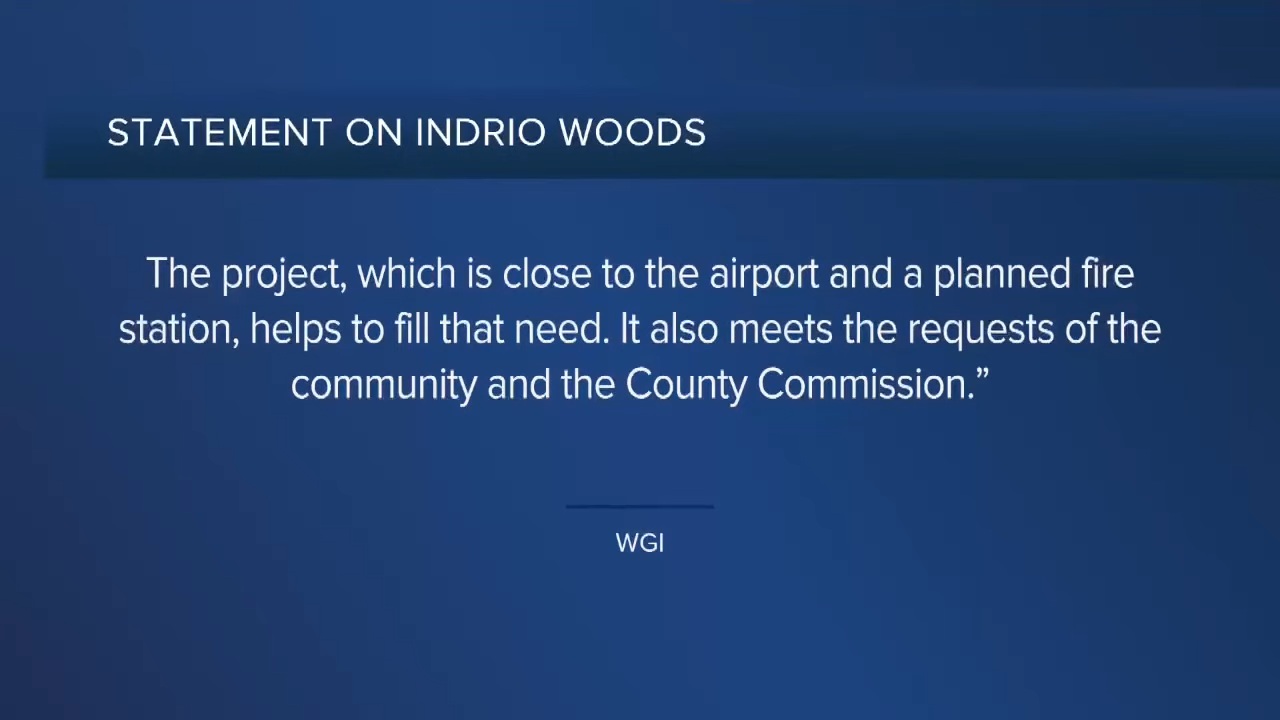 STATEMENT ON INDRIO WOODS
The project, which is close to the airport and a planned fire
station, helps to fill that need. It also meets the requests of the
community and the County Commission.”
WGI